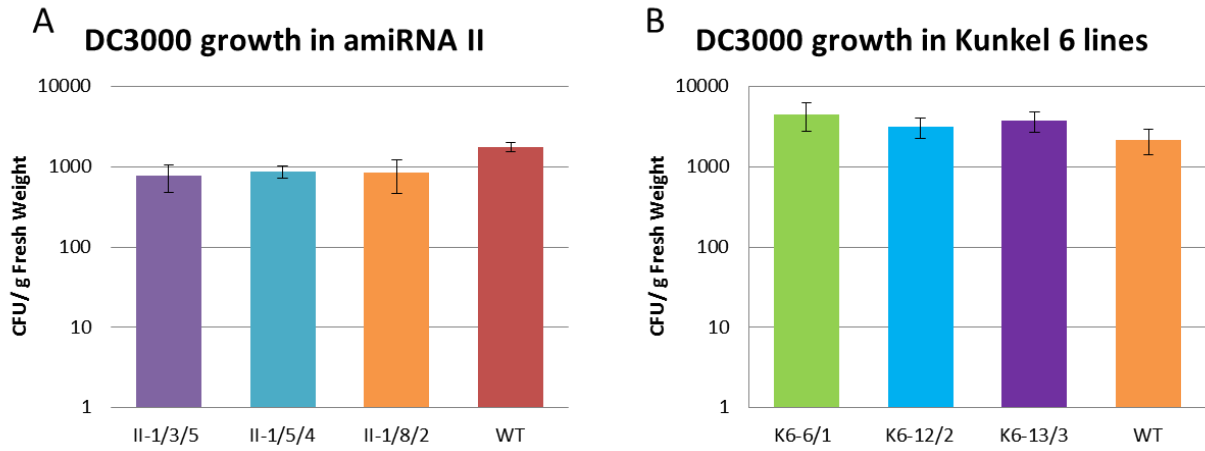 A
DC3000 growth in amiRNA II
CFU/ g Fresh Weight
10000
1000
100
10
1
II-1/3/5 II-1/5/4 II-1/8/2 WT
B
DC3000 growth in Kunkel 6 lines
CFU/ g Fresh Weight
10000
1000
100
10
1
K6-6/1 K6-12/2 K6-13/3 WT